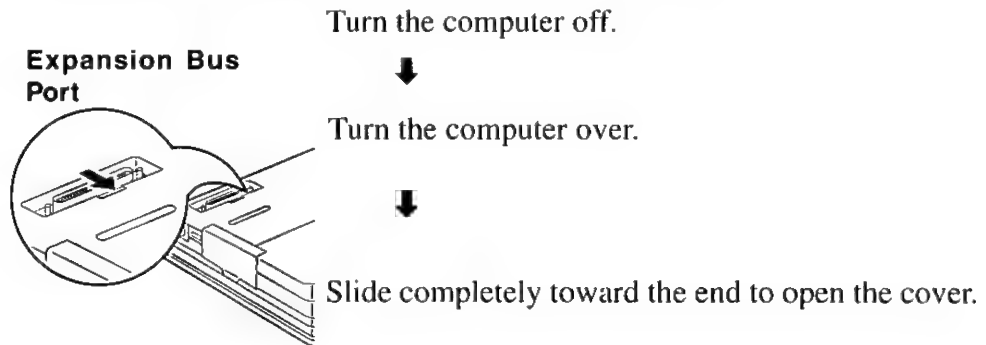 Turn the computer off.
Expansion Bus
Port
Turn the computer over.
Slide completely toward the end to open the cover.